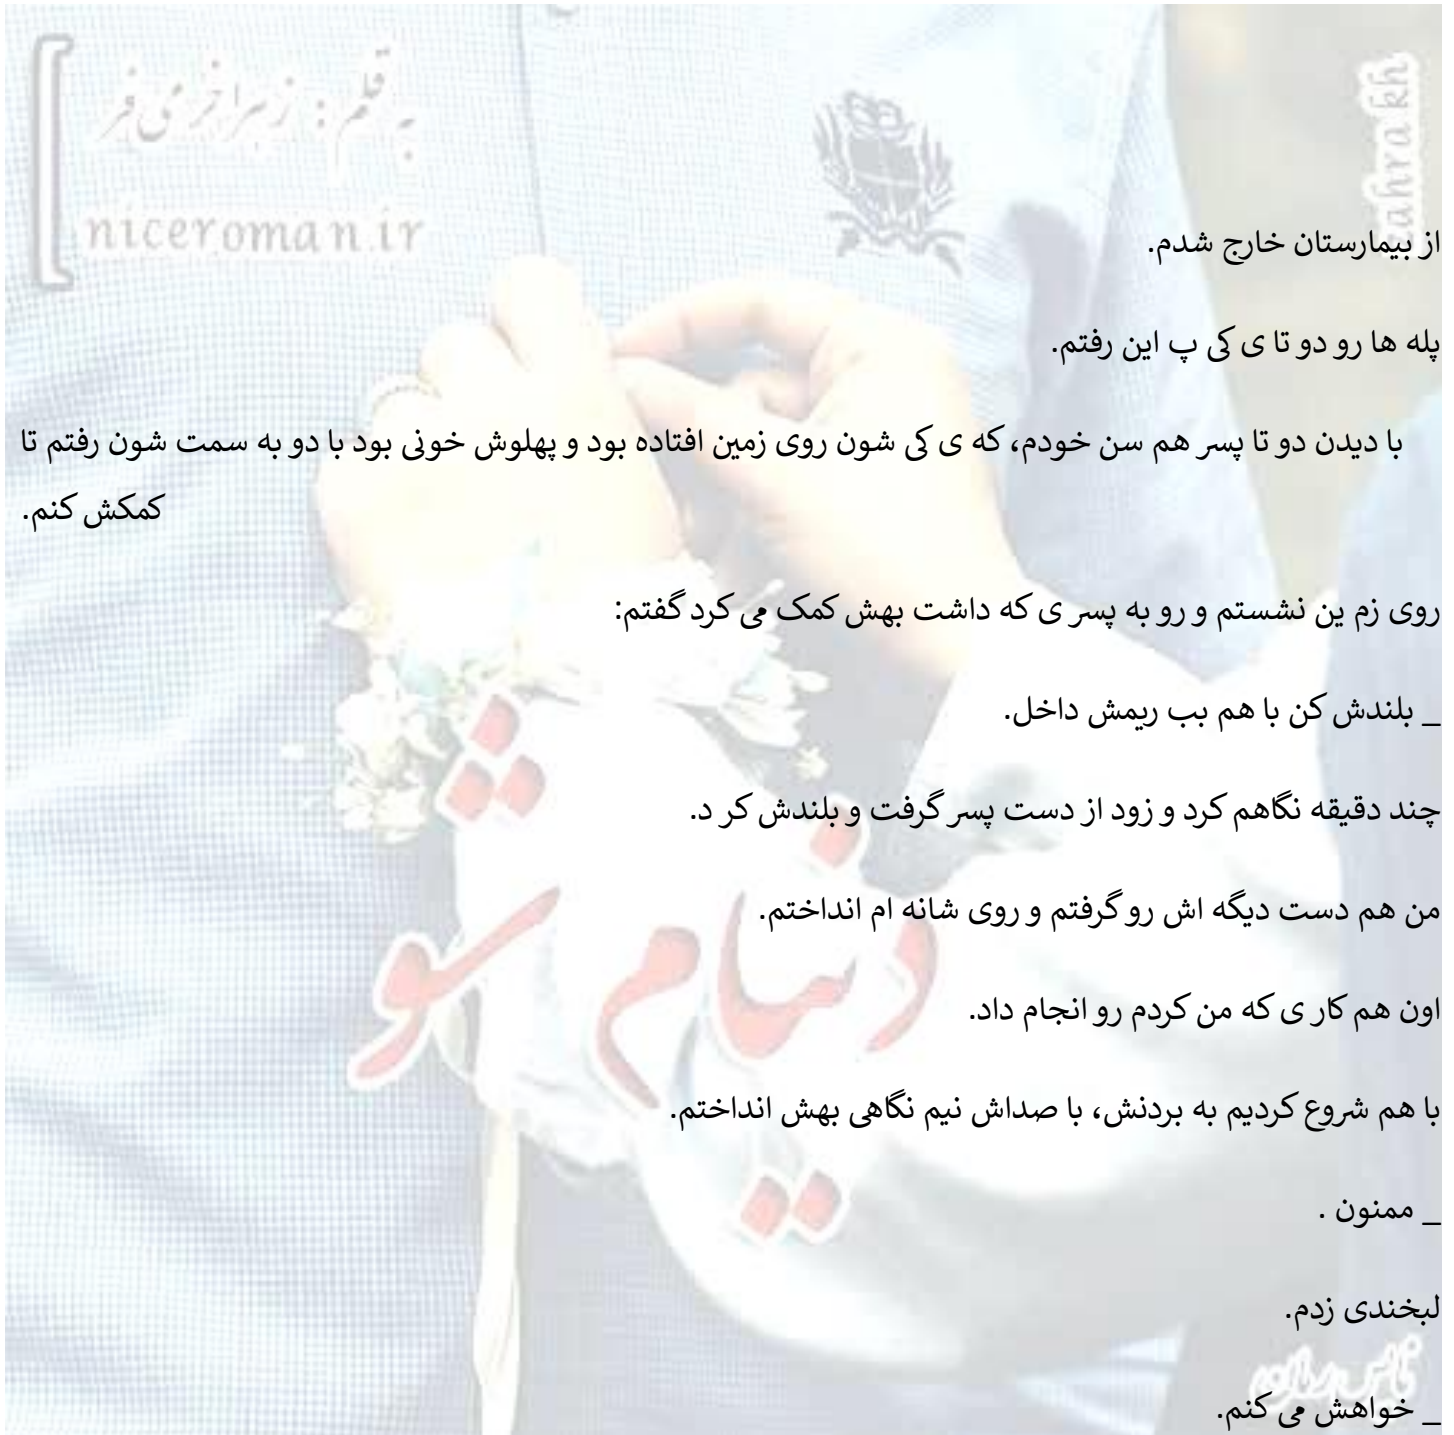 به قلم : زهرا خزی فر
niceroman.ir
zahra kh
از بیمارستان خارج شدم.
پله ها رو دو تا ی کی پ این رفتم.
با دیدن دو تا پسر هم سن خودم، که ی کی شون روی زمین افتاده بود و پهلوش خونی بود با دو به سمت شون رفتم تا
کمکش کنم.
روی زم ین نشستم و رو به پسر ی که داشت بهش کمک می کرد گفتم:
_ بلندش کن با هم بب ریمش داخل.
چند دقیقه نگاهم کرد و زود از دست پسر گرفت و بلندش کر د.
من هم دست دیگه اش رو گرفتم و روی شانه ام انداختم.
اون هم کار ی که من کردم رو انجام داد.
با هم شروع کردیم به بردنش، با صداش نیم نگاهی بهش انداختم.
_ ممنون .
لبخندی زدم.
_ خواهش می کنم.
دنیام شو